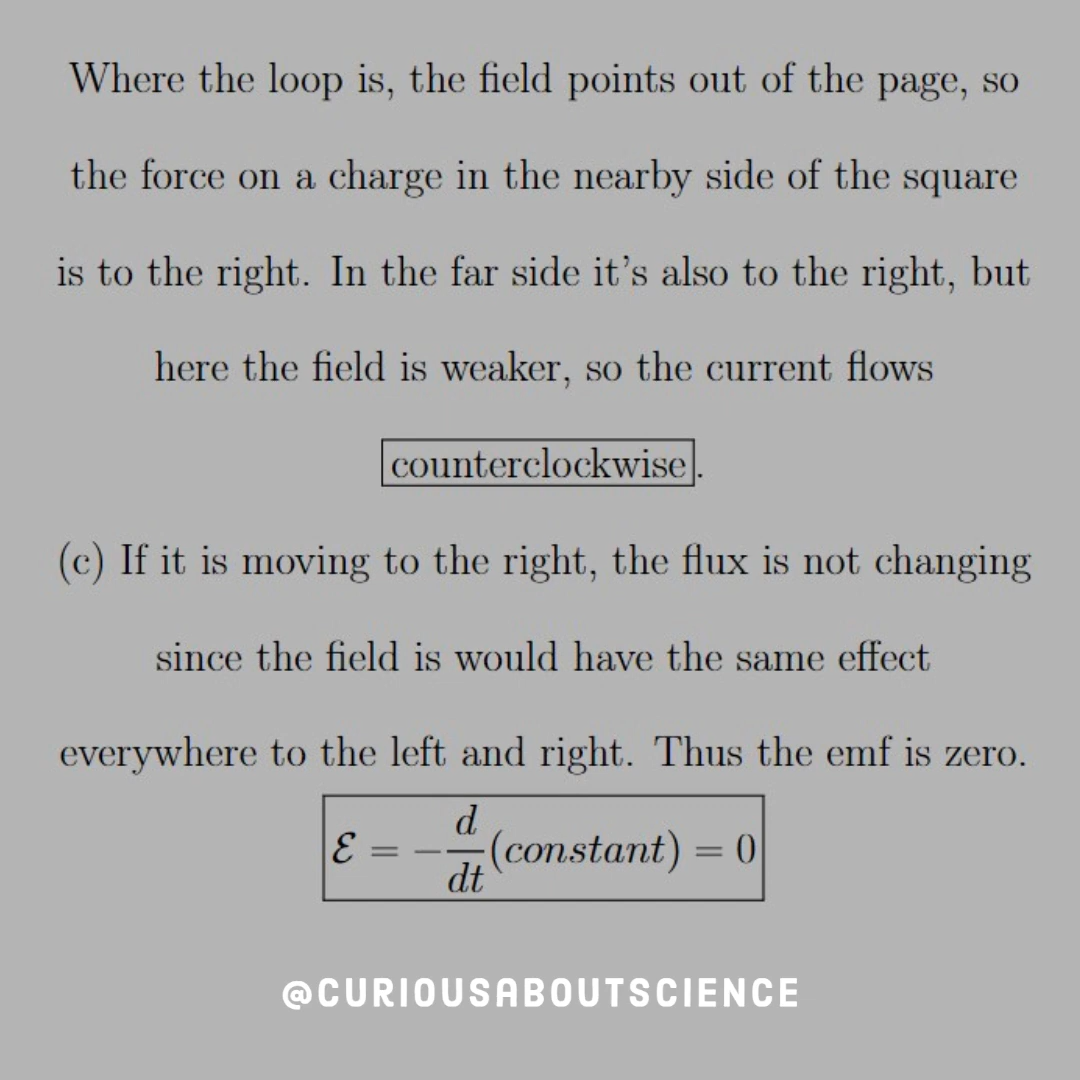 Where the loop is, the field points out of the page, so
the force on a charge in the nearby side of the square
is to the right. In the far side it's also to the right, but
here the field is weaker, so the current flows
counterclockwise.
(c) If it is moving to the right, the flux is not changing
since the field is would have the same effect
everywhere to the left and right. Thus the emf is zero.
ℰ = −d/dt(constant) = 0
@CURIOUSABOUTSCIENCE